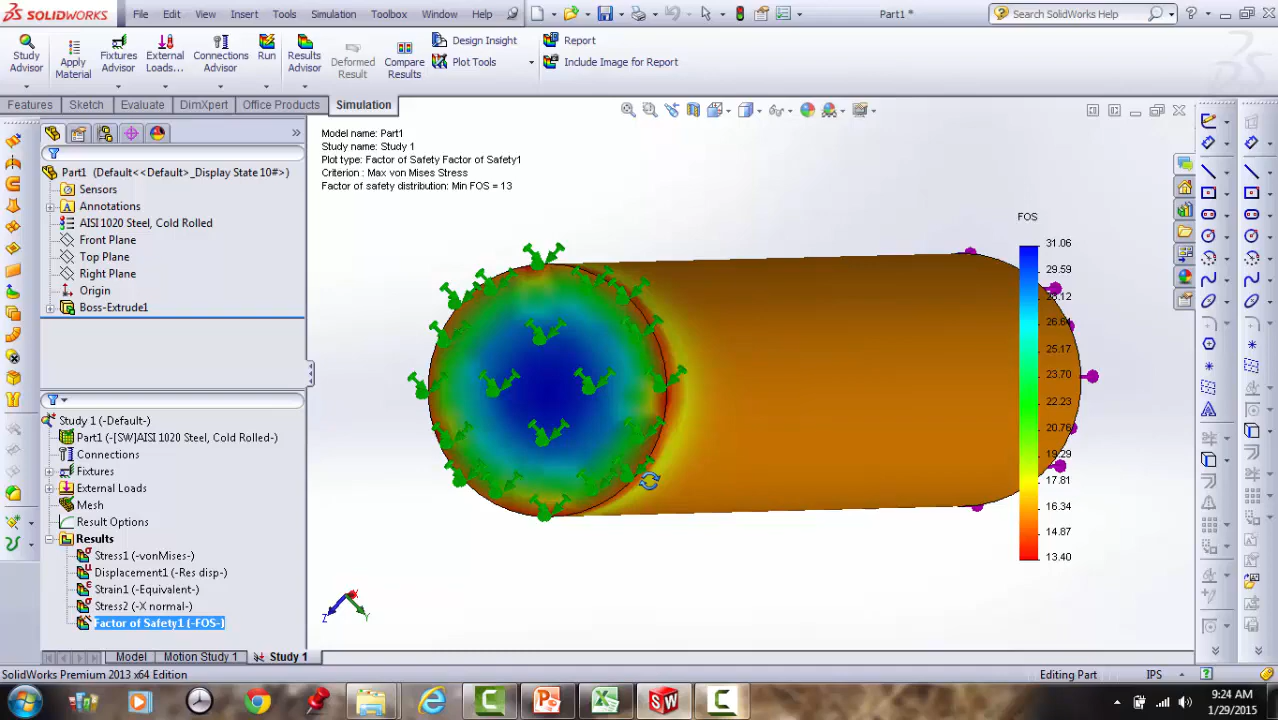 SOLIDWORKS File Edit View Insert Tools Simulation Toolbox Window Help Part1 * Search SolidWorks Help
Study Advisor
Apply Material
Fixtures Advisor
External Loads...
Connections Advisor
Run
Results Advisor
Deformed Result
Compare Results
Design Insight
Plot Tools
Report
Include Image for Report
Features Sketch Evaluate DimXpert Office Products Simulation
Part1 (Default<<Default>_Display State 10#>)
Sensors
Annotations
AISI 1020 Steel, Cold Rolled
Front Plane
Top Plane
Right Plane
Origin
Boss-Extrude1
Study 1 (-Default-)
Part1 (-[SW]AISI 1020 Steel, Cold Rolled-)
Connections
Fixtures
External Loads
Mesh
Result Options
Results
Stress1 (-vonMises-)
Displacement1 (-Res disp-)
Strain1 (-Equivalent-)
Stress2 (-X normal-)
Factor of Safety1 (-FOS-)
Model name: Part1
Study name: Study 1
Plot type: Factor of Safety Factor of Safety1
Criterion : Max von Mises Stress
Factor of safety distribution: Min FOS = 13
FOS
31.06
29.59
28.12
26.64
25.17
23.70
22.23
20.76
19.29
17.81
16.34
14.87
13.40
X
Z
Y
Model Motion Study 1 Study 1
SolidWorks Premium 2013 x64 Edition Editing Part IPS
9:24 AM
1/29/2015